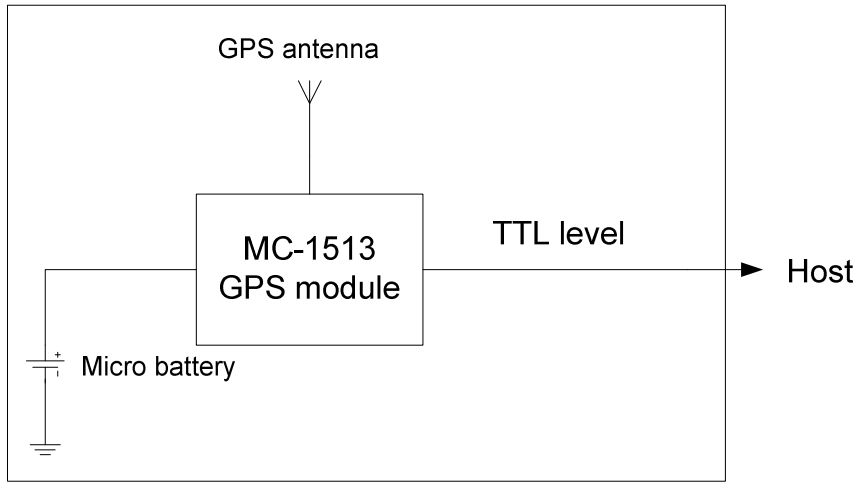 GPS antenna
MC-1513
GPS module
TTL level
Host
+
-
Micro battery